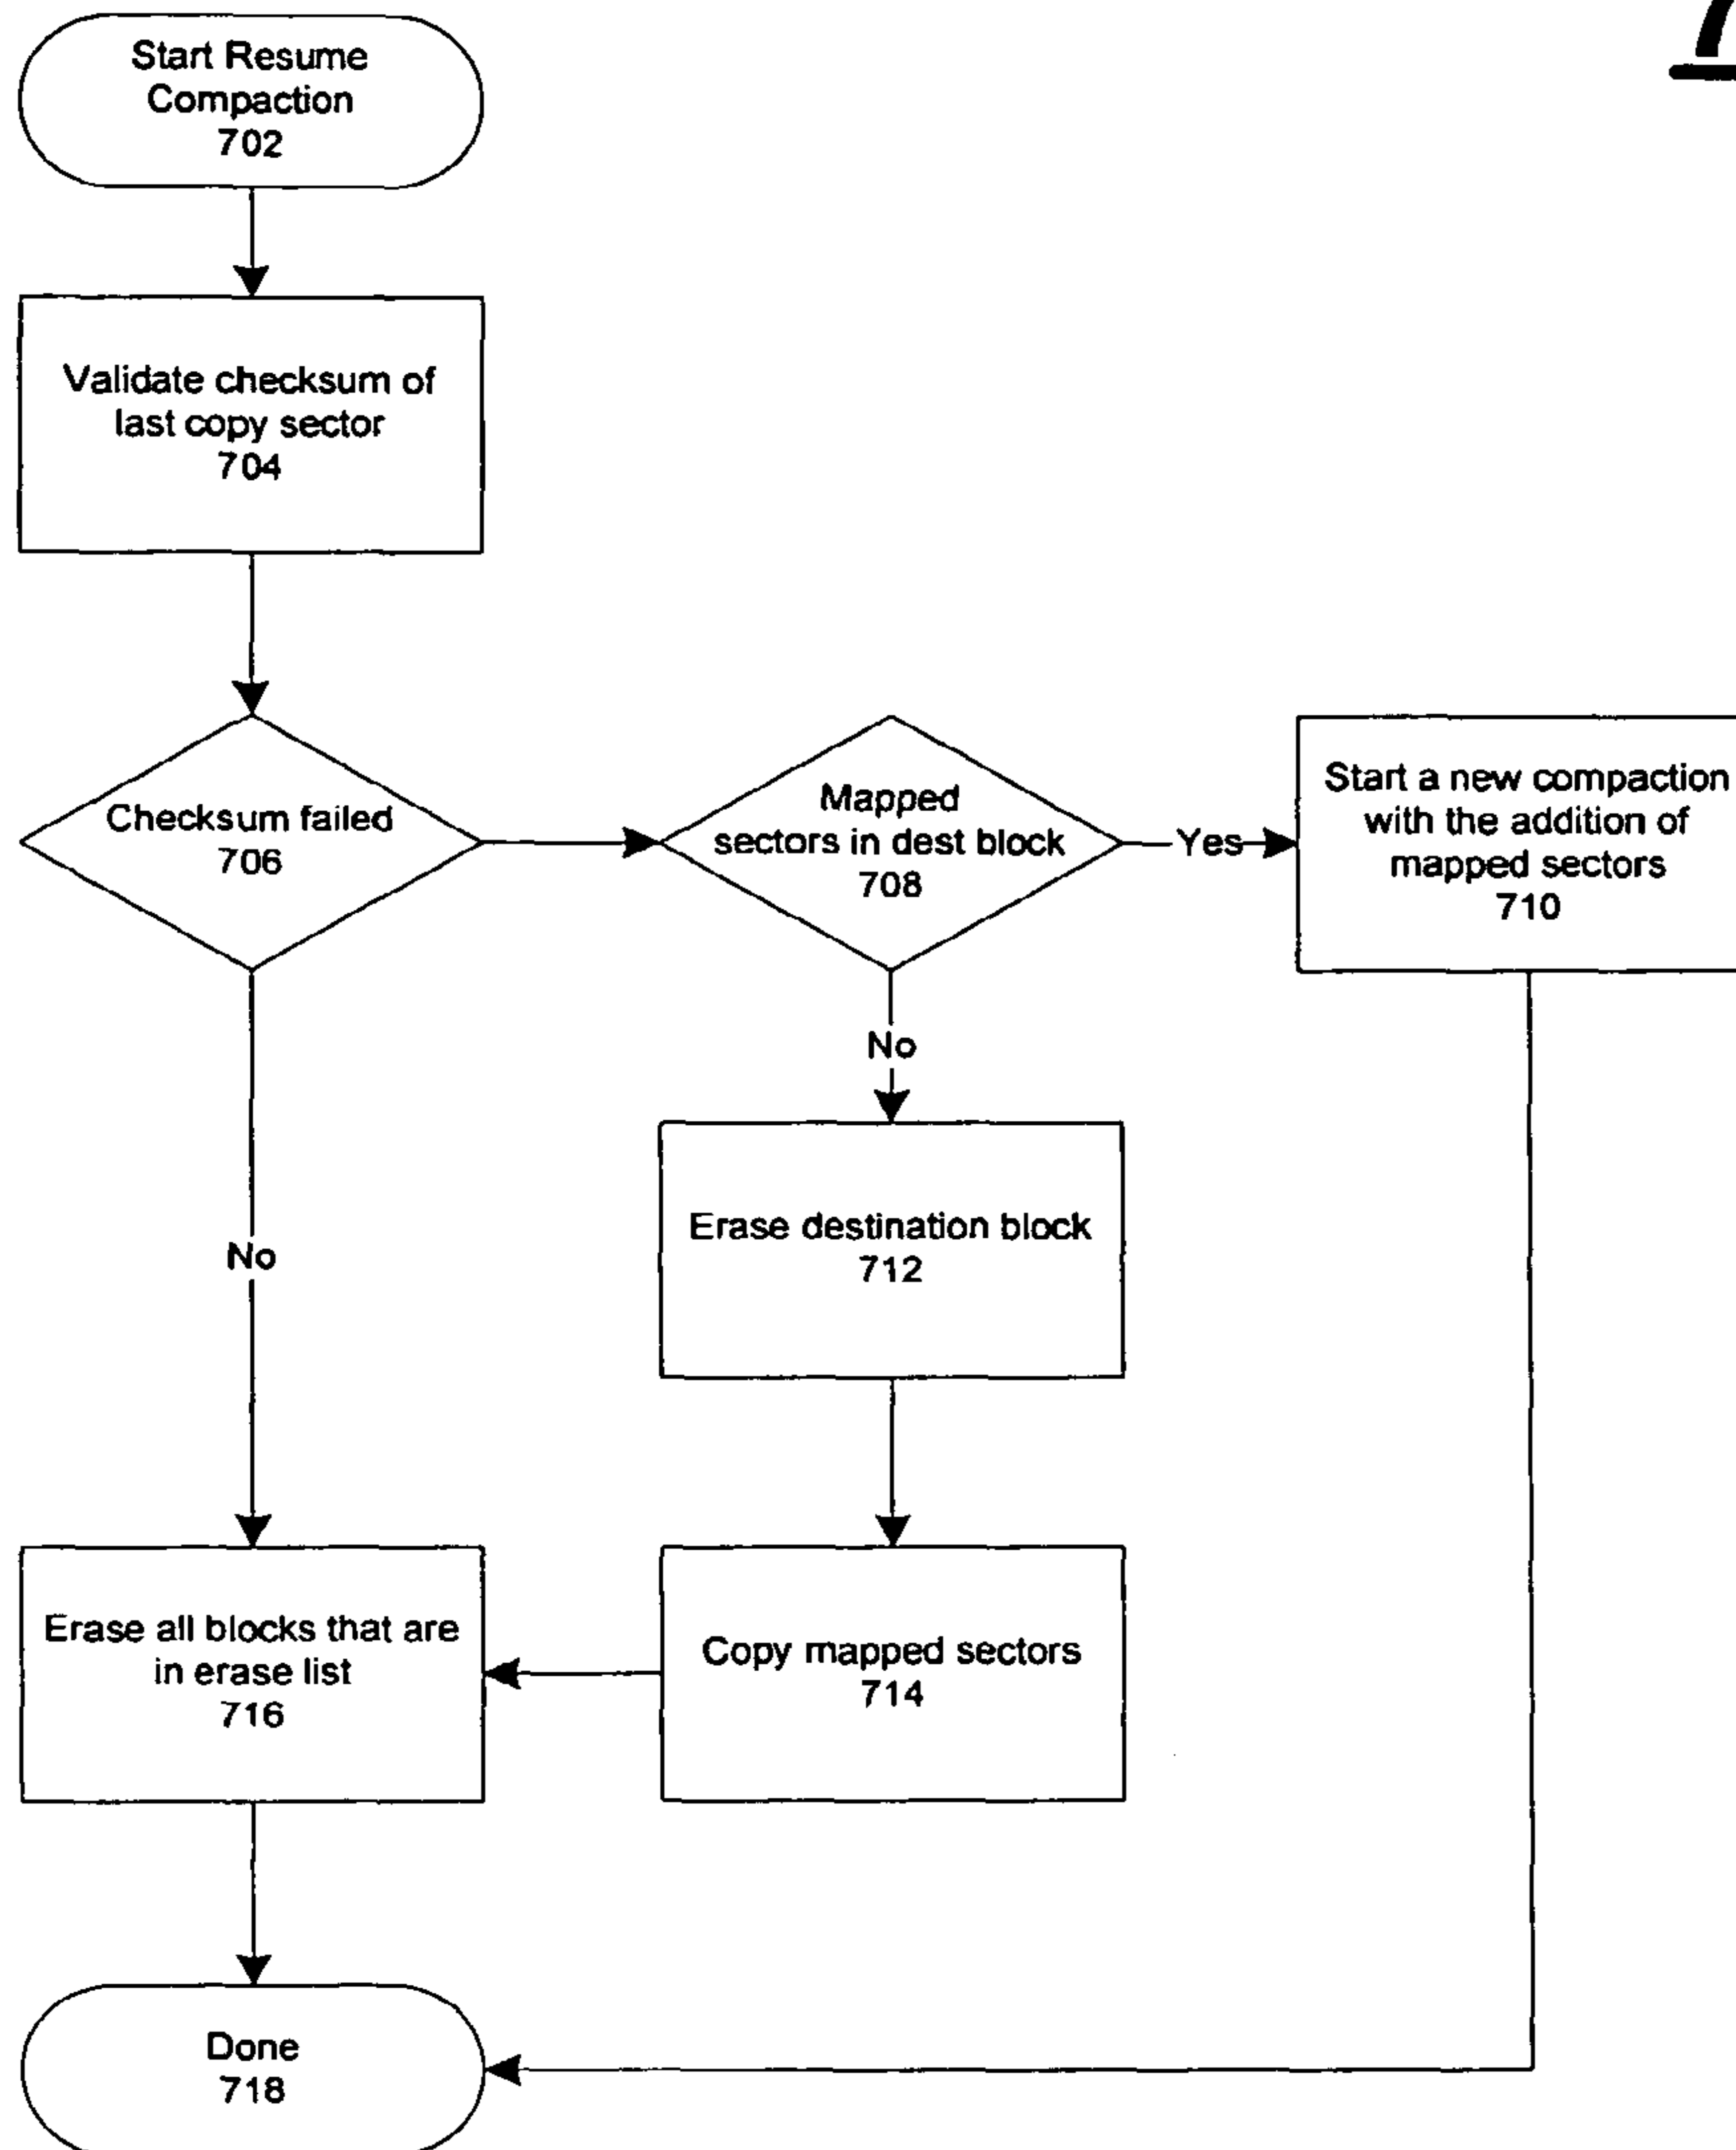 Start Resume
Compaction
702
Validate checksum of
last copy sector
704
Checksum failed
706
Mapped
sectors in dest block
708
Yes
Start a new compaction
with the addition of
mapped sectors
710
No
Erase destination block
712
No
Erase all blocks that are
in erase list
716
Copy mapped sectors
714
Done
718